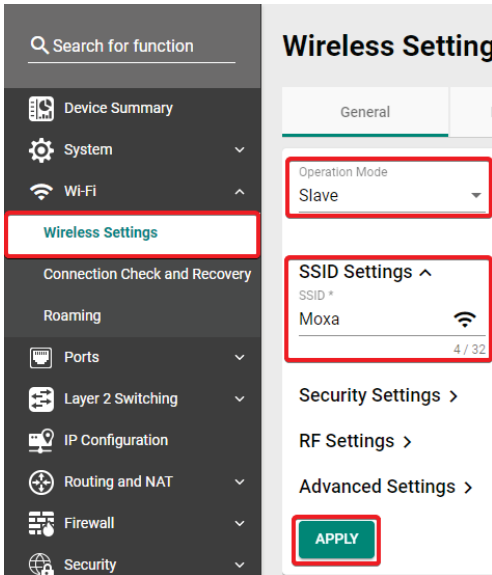 Search for function
Device Summary
System
Wi-Fi
Wireless Settings
Connection Check and Recovery
Roaming
Ports
Layer 2 Switching
IP Configuration
Routing and NAT
Firewall
Security
Wireless Setting
General
Operation Mode
Slave
SSID Settings
SSID *
Moxa
4 / 32
Security Settings
RF Settings
Advanced Settings
APPLY